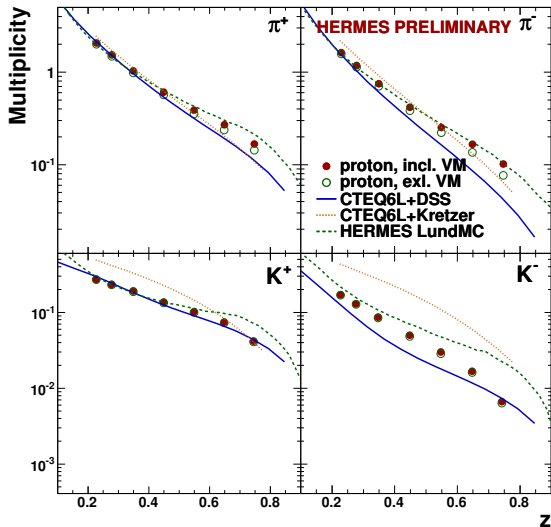 Multiplicity
π+
HERMES PRELIMINARY π-
1
10-1
proton, incl. VM
proton, exl. VM
CTEQ6L+DSS
CTEQ6L+Kretzer
HERMES LundMC
K+
K-
10-1
10-2
10-3
0.2 0.4 0.6 0.8 0.2 0.4 0.6 0.8
z